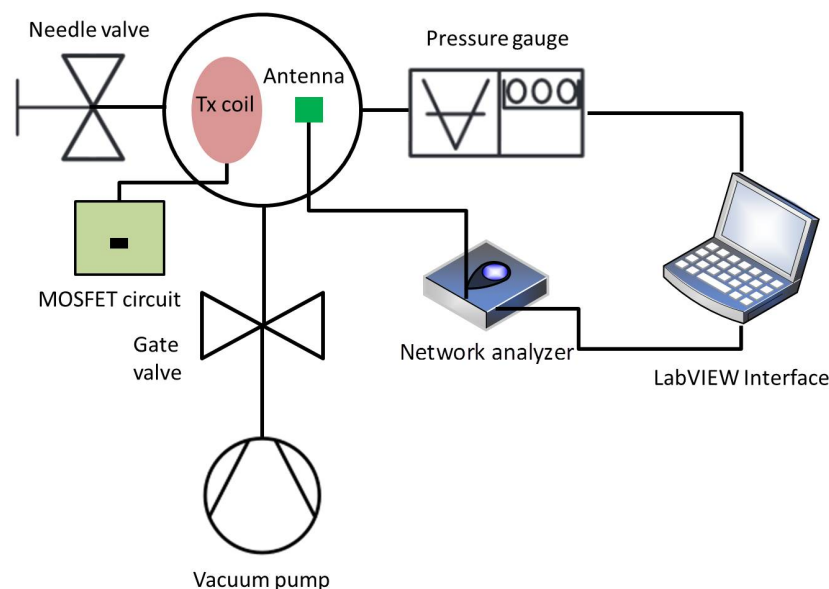 Needle valve
Pressure gauge
Antenna
Tx coil
MOSFET circuit
Gate
valve
Network analyzer
LabVIEW Interface
Vacuum pump